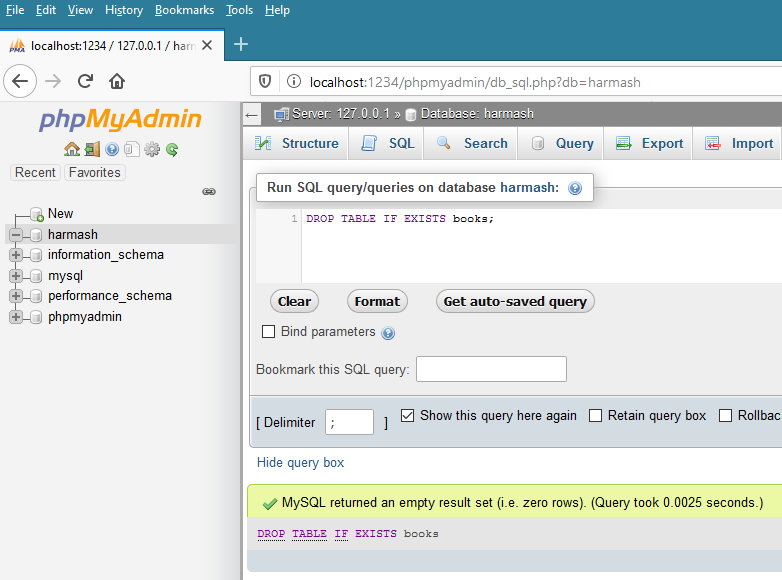 File Edit View History Bookmarks Tools Help
PMA localhost:1234 / 127.0.0.1 / harm
localhost:1234/phpmyadmin/db_sql.php?db=harmash
phpMyAdmin
Recent Favorites
New
harmash
information_schema
mysql
performance_schema
phpmyadmin
Server: 127.0.0.1 » Database: harmash
Structure SQL Search Query Export Import
Run SQL query/queries on database harmash:
1 DROP TABLE IF EXISTS books;
Clear Format Get auto-saved query
Bind parameters
Bookmark this SQL query:
[ Delimiter ; ] Show this query here again Retain query box Rollbac
Hide query box
MySQL returned an empty result set (i.e. zero rows). (Query took 0.0025 seconds.)
DROP TABLE IF EXISTS books